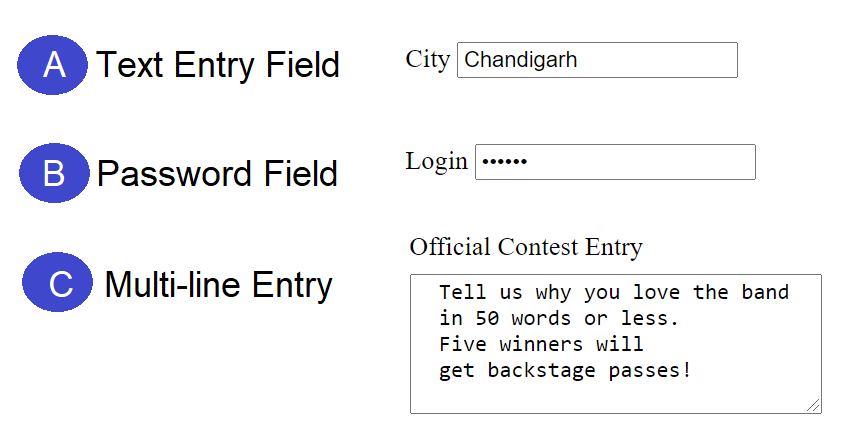 A Text Entry Field City Chandigarh
B Password Field Login ••••••
C Multi-line Entry
Official Contest Entry
Tell us why you love the band
in 50 words or less.
Five winners will
get backstage passes!